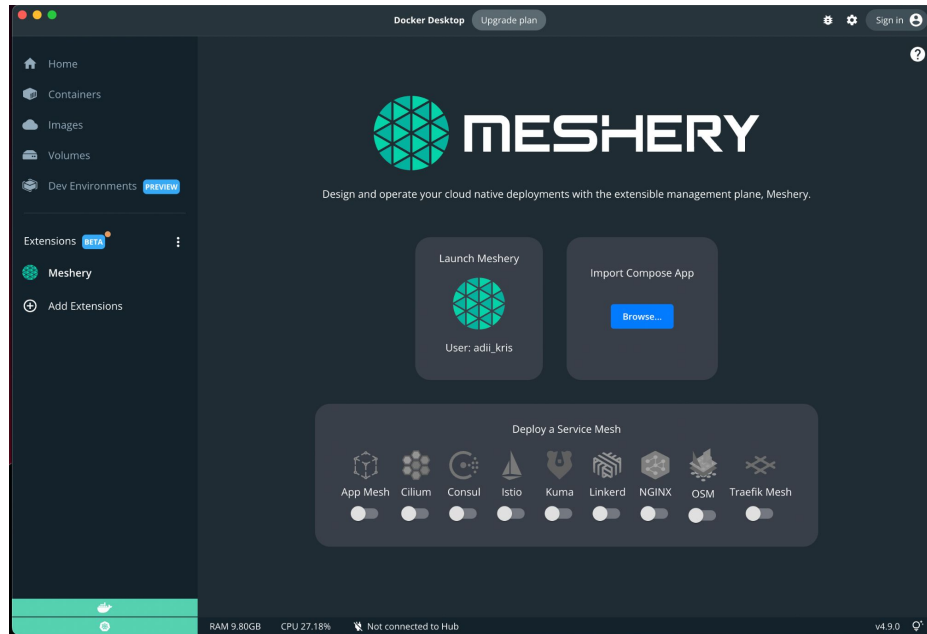 Docker Desktop Upgrade plan
Sign in
Home
Containers
Images
Volumes
Dev Environments PREVIEW
Extensions BETA
Meshery
Add Extensions
MESHERY
Design and operate your cloud native deployments with the extensible management plane, Meshery.
Launch Meshery
User: adii_kris
Import Compose App
Browse...
Deploy a Service Mesh
App Mesh Cilium Consul Istio Kuma Linkerd NGINX OSM Traefik Mesh
RAM 9.80GB CPU 27.18% Not connected to Hub v4.9.0